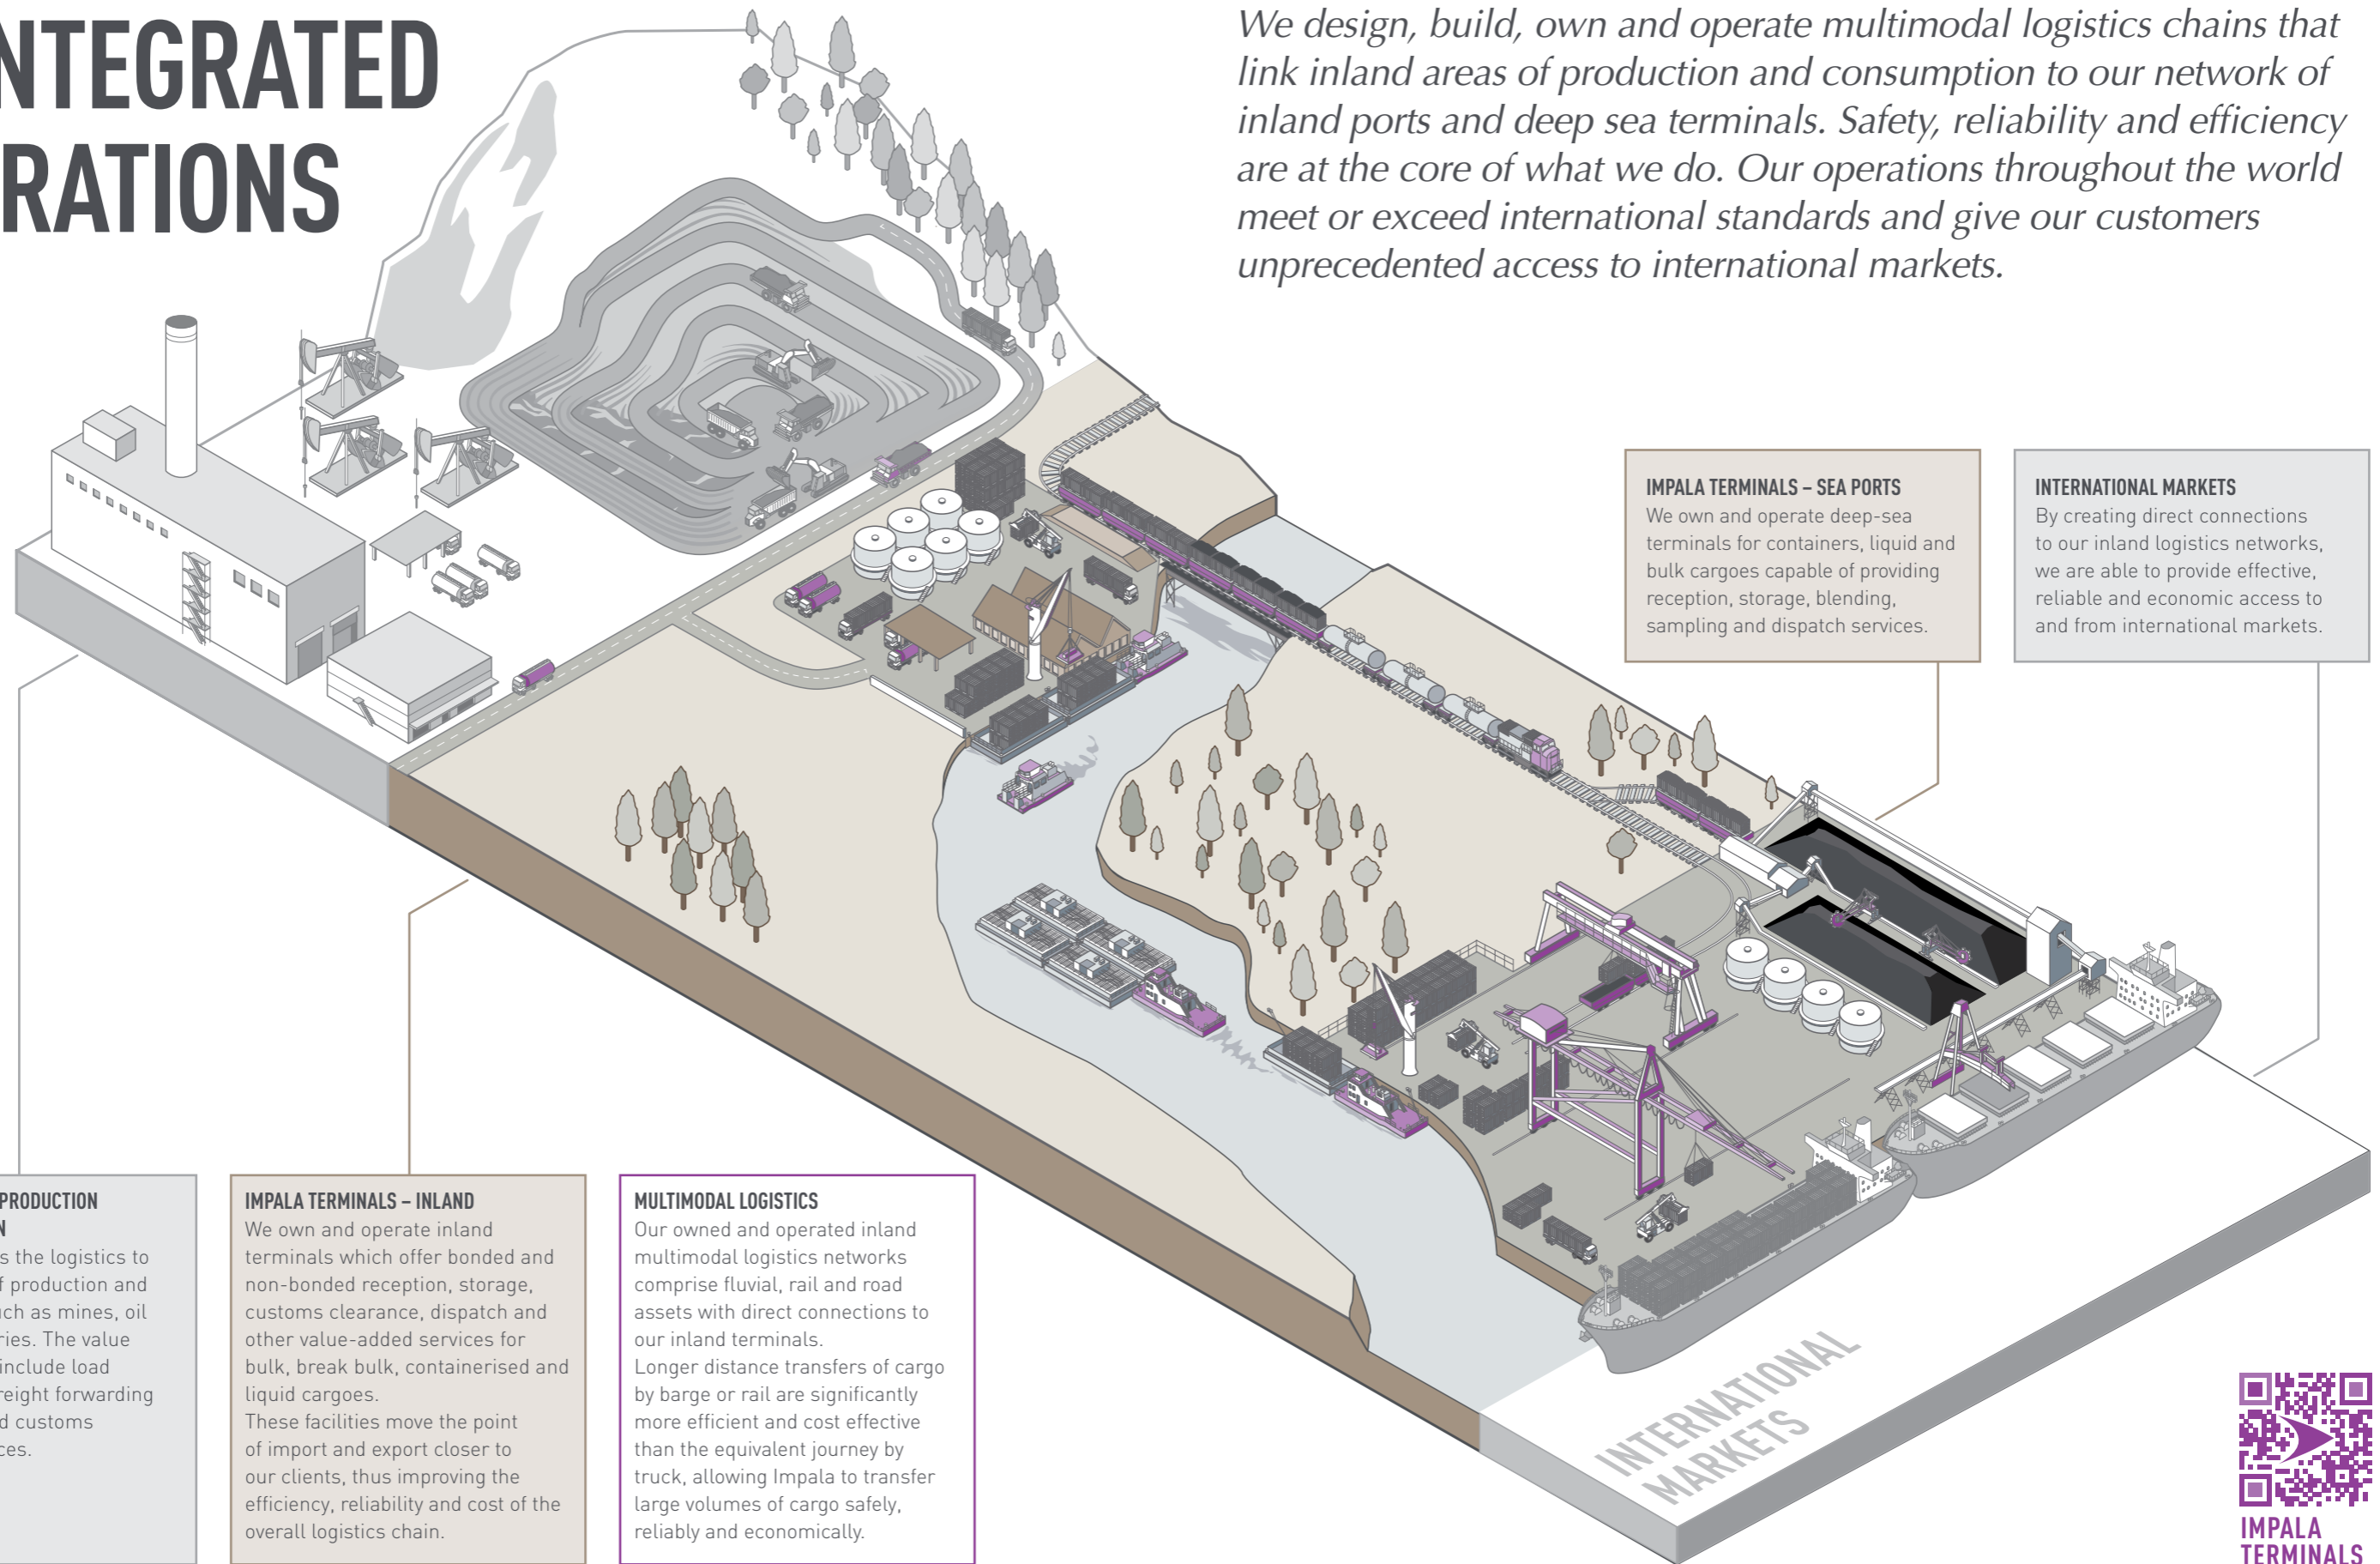 NTEGRATED
RATIONS
We design, build, own and operate multimodal logistics chains that
link inland areas of production and consumption to our network of
inland ports and deep sea terminals. Safety, reliability and efficiency
are at the core of what we do. Our operations throughout the world
meet or exceed international standards and give our customers
unprecedented access to international markets.
IMPALA TERMINALS – SEA PORTS
We own and operate deep-sea
terminals for containers, liquid and
bulk cargoes capable of providing
reception, storage, blending,
sampling and dispatch services.
INTERNATIONAL MARKETS
By creating direct connections
to our inland logistics networks,
we are able to provide effective,
reliable and economic access to
and from international markets.
PRODUCTION
N
s the logistics to
f production and
uch as mines, oil
ries. The value
include load
reight forwarding
d customs
ces.
IMPALA TERMINALS – INLAND
We own and operate inland
terminals which offer bonded and
non-bonded reception, storage,
customs clearance, dispatch and
other value-added services for
bulk, break bulk, containerised and
liquid cargoes.
These facilities move the point
of import and export closer to
our clients, thus improving the
efficiency, reliability and cost of the
overall logistics chain.
MULTIMODAL LOGISTICS
Our owned and operated inland
multimodal logistics networks
comprise fluvial, rail and road
assets with direct connections to
our inland terminals.
Longer distance transfers of cargo
by barge or rail are significantly
more efficient and cost effective
than the equivalent journey by
truck, allowing Impala to transfer
large volumes of cargo safely,
reliably and economically.
INTERNATIONAL
MARKETS
IMPALA
TERMINALS